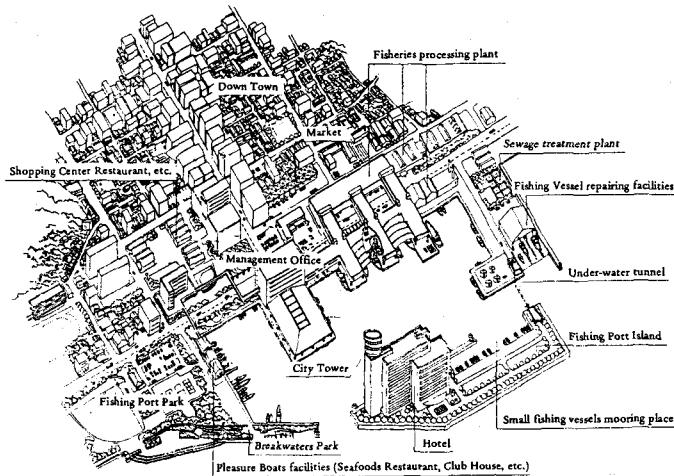 Fisheries processing plant
Down Town
Market
Sewage treatment plant
Shopping Center Restaurant, etc.
Fishing Vessel repairing facilities
Management Office
Under-water tunnel
Fishing Port Island
City Tower
Fishing Port Park
Small fishing vessels mooring place
Breakwaters Park
Hotel
Pleasure Boats facilities (Seafoods Restaurant, Club House, etc.)